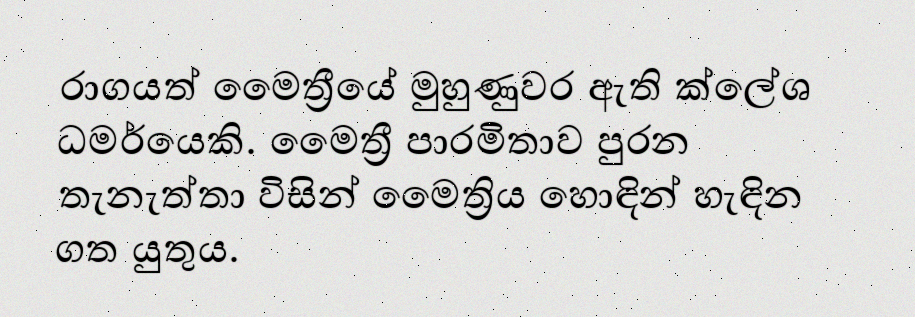 රාගයත් මෛත්‍රීයේ මුහුණුවර ඇති ක්ලේශ
ධමර්යෙකි. මෛත්‍රී පාරමිතාව පුරන
තැනැත්තා විසින් මෛත්‍රිය හොඳින් හැඳින
ගත යුතුය.